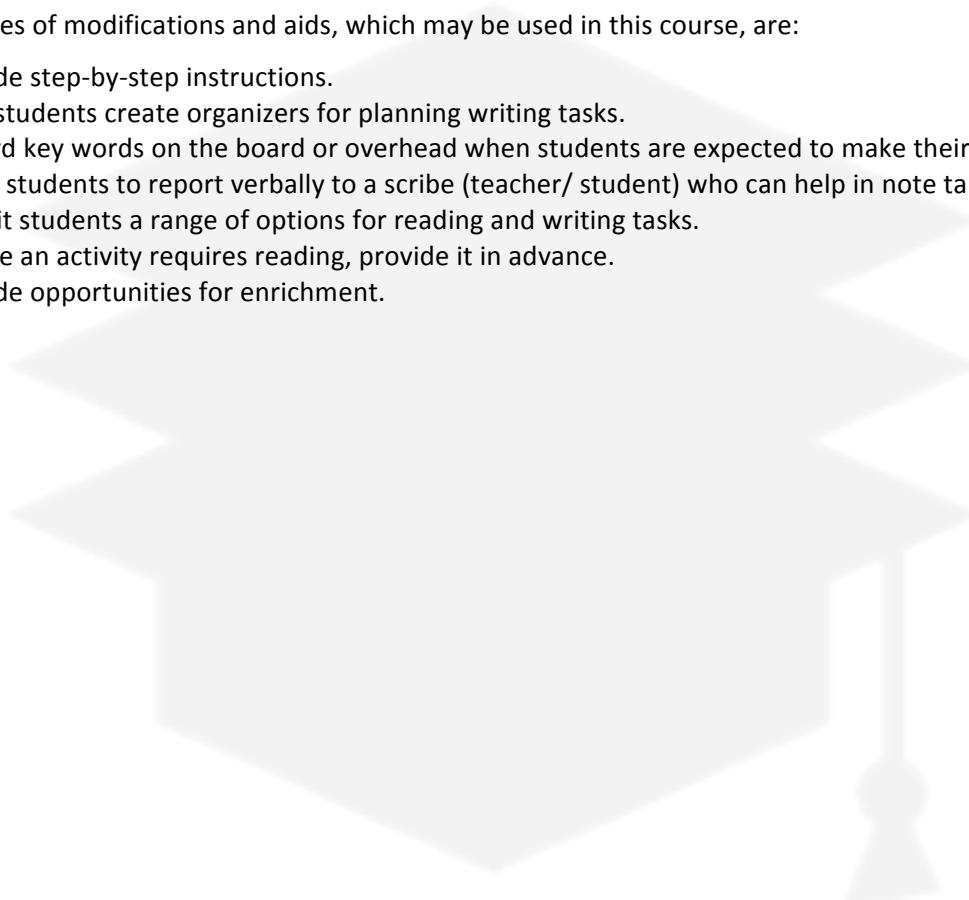 es of modifications and aids, which may be used in this course, are:
de step-by-step instructions.
students create organizers for planning writing tasks.
rd key words on the board or overhead when students are expected to make their
students to report verbally to a scribe (teacher/ student) who can help in note ta
it students a range of options for reading and writing tasks.
e an activity requires reading, provide it in advance.
de opportunities for enrichment.